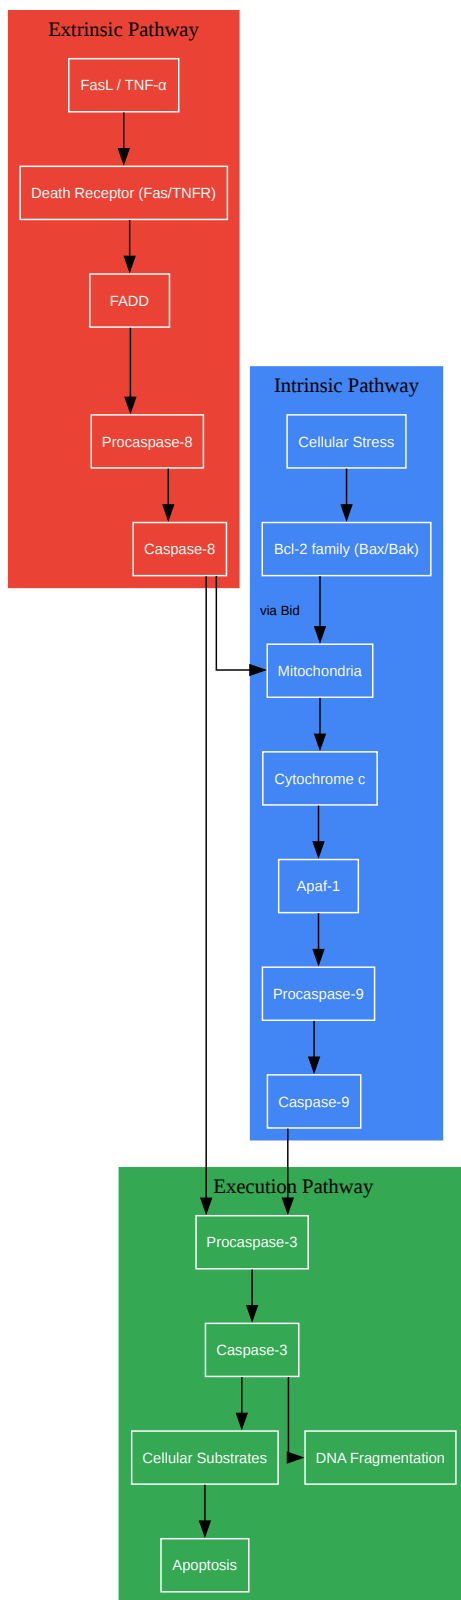 Extrinsic Pathway
FasL / TNF-α
Death Receptor (Fas/TNFR)
FADD
Procaspase-8
Caspase-8
Intrinsic Pathway
Cellular Stress
Bcl-2 family (Bax/Bak)
via Bid
Mitochondria
Cytochrome c
Apaf-1
Procaspase-9
Caspase-9
Execution Pathway
Procaspase-3
Caspase-3
Cellular Substrates
DNA Fragmentation
Apoptosis